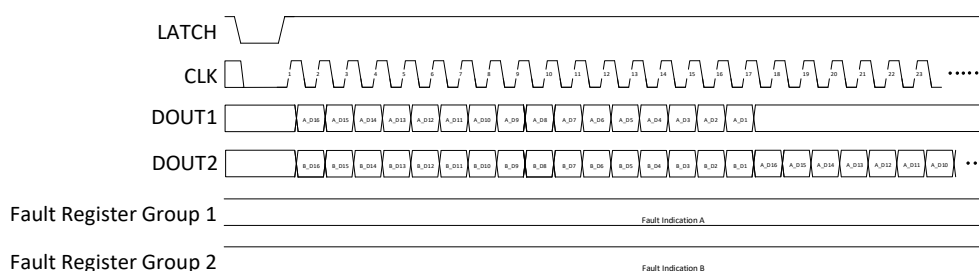 LATCH
CLK 1 2 3 4 5 6 7 8 9 10 11 12 13 14 15 16 17 18 19 20 21 22 23 .....
DOUT1 A_D16 A_D15 A_D14 A_D13 A_D12 A_D11 A_D10 A_D9 A_D8 A_D7 A_D6 A_D5 A_D4 A_D3 A_D2 A_D1
DOUT2 B_D16 B_D15 B_D14 B_D13 B_D12 B_D11 B_D10 B_D9 B_D8 B_D7 B_D6 B_D5 B_D4 B_D3 B_D2 B_D1 A_D16 A_D15 A_D14 A_D13 A_D12 A_D11 A_D10 ..
Fault Register Group 1 Fault Indication A
Fault Register Group 2 Fault Indication B